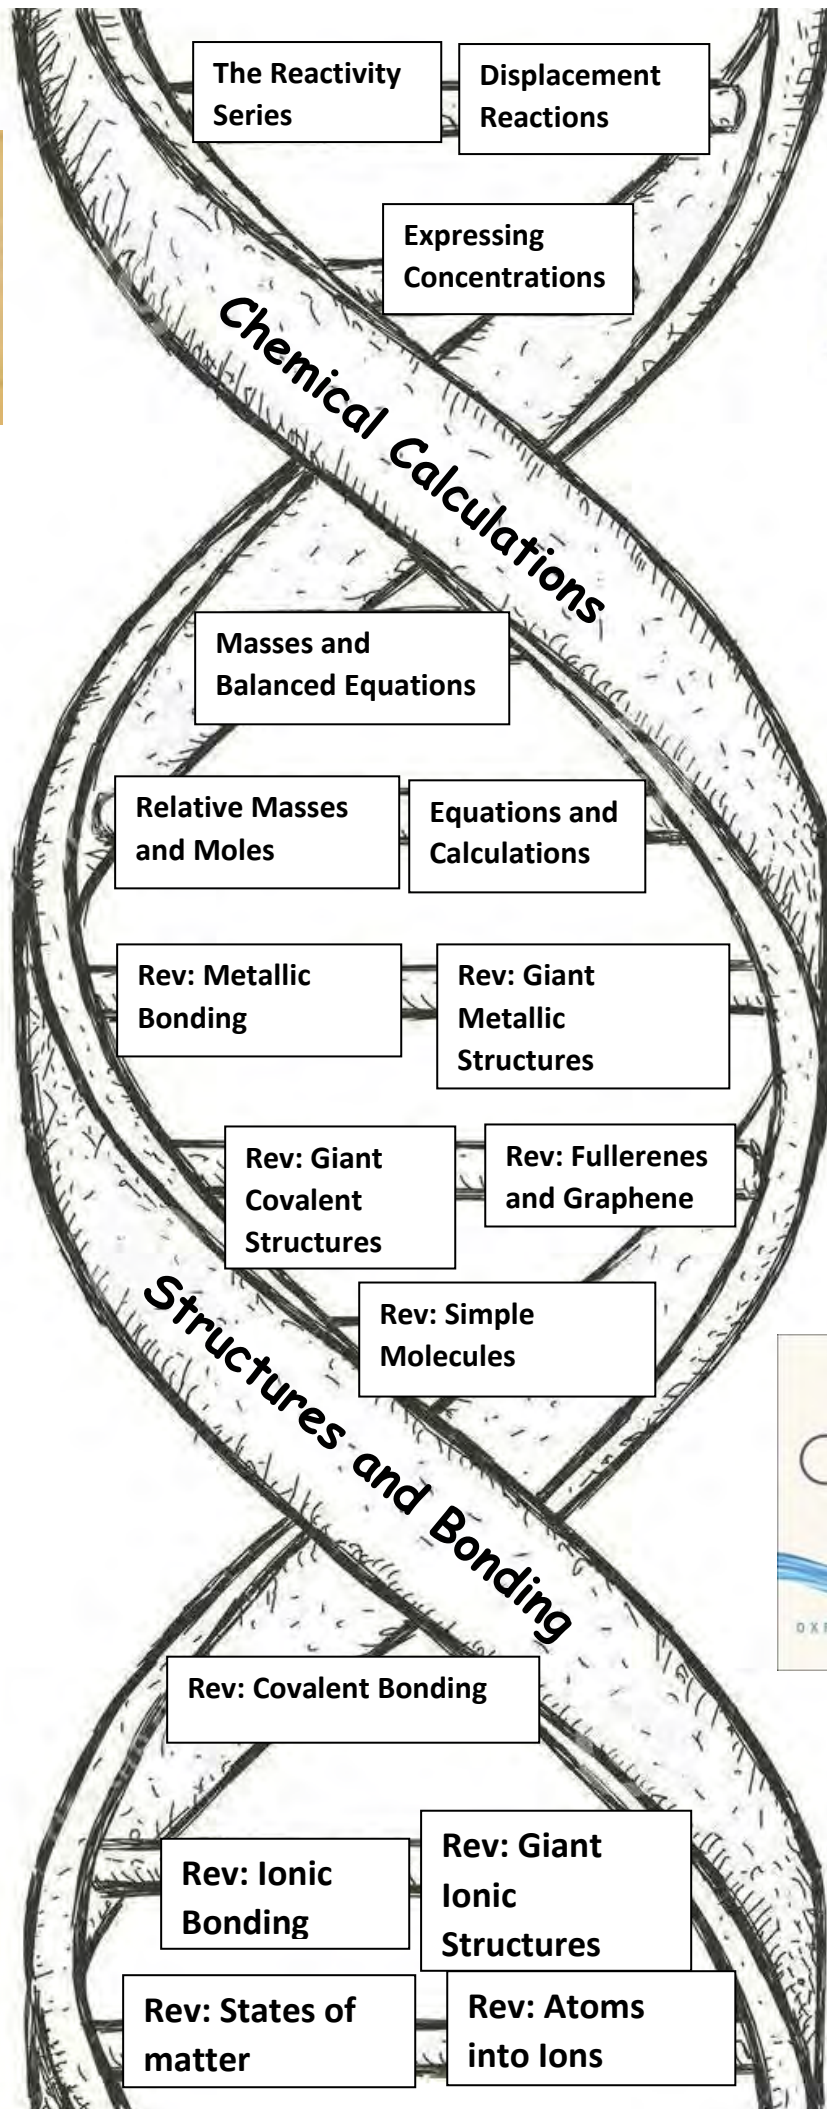 The Reactivity
Series
Displacement
Reactions
Expressing
Concentrations
Chemical Calculations
Masses and
Balanced Equations
Relative Masses
and Moles
Equations and
Calculations
Rev: Metallic
Bonding
Rev: Giant
Metallic
Structures
Rev: Giant
Covalent
Structures
Rev: Fullerenes
and Graphene
Rev: Simple
Molecules
Structures and Bonding
Rev: Covalent Bonding
Rev: Ionic
Bonding
Rev: Giant
Ionic
Structures
Rev: States of
matter
Rev: Atoms
into Ions